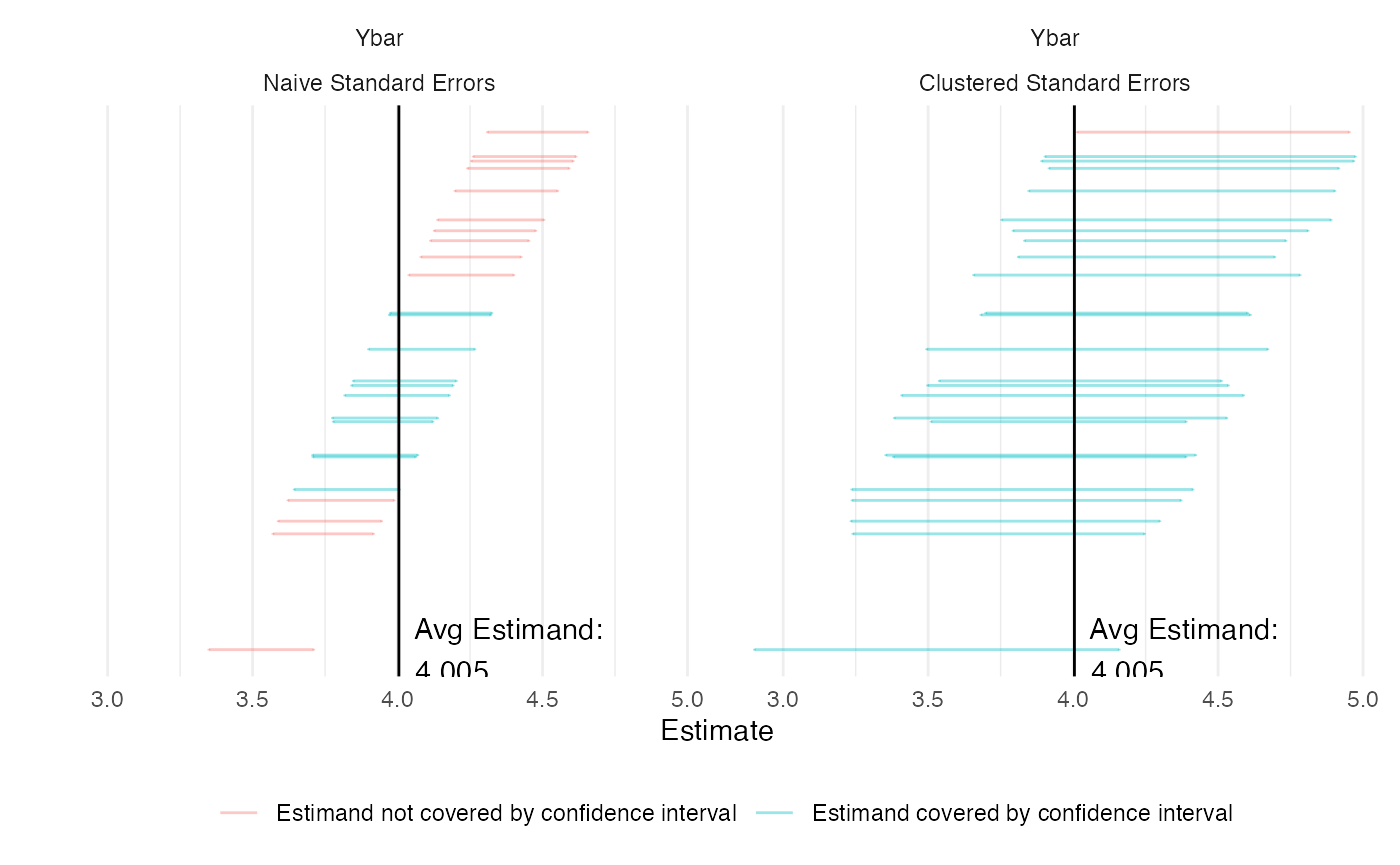 Ybar
Ybar
Naive Standard Errors
Clustered Standard Errors
Avg Estimand:
4.005
Avg Estimand:
4.005
3.0 3.5 4.0 4.5 5.0
3.0 3.5 4.0 4.5 5.0
Estimate
Estimand not covered by confidence interval
Estimand covered by confidence interval